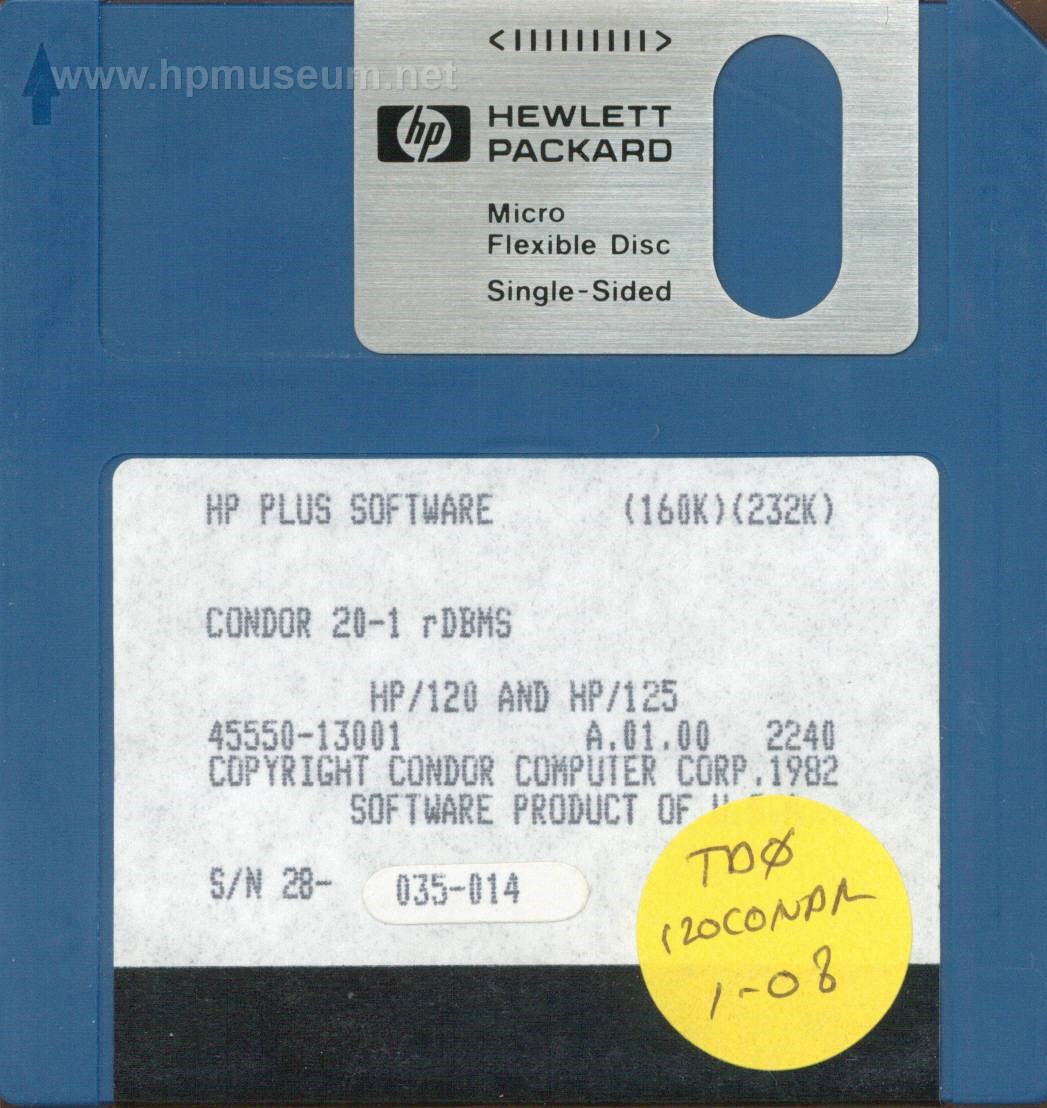 www.hpmuseum.net
hp HEWLETT
PACKARD
Micro
Flexible Disc
Single-Sided
HP PLUS SOFTWARE (160K)(232K)
CONDOR 20-1 rDBMS
HP/120 AND HP/125
45550-13001 A.01.00 2240
COPYRIGHT CONDOR COMPUTER CORP.1982
SOFTWARE PRODUCT OF
S/N 28- 035-014
TDØ
120CONDR
1-08